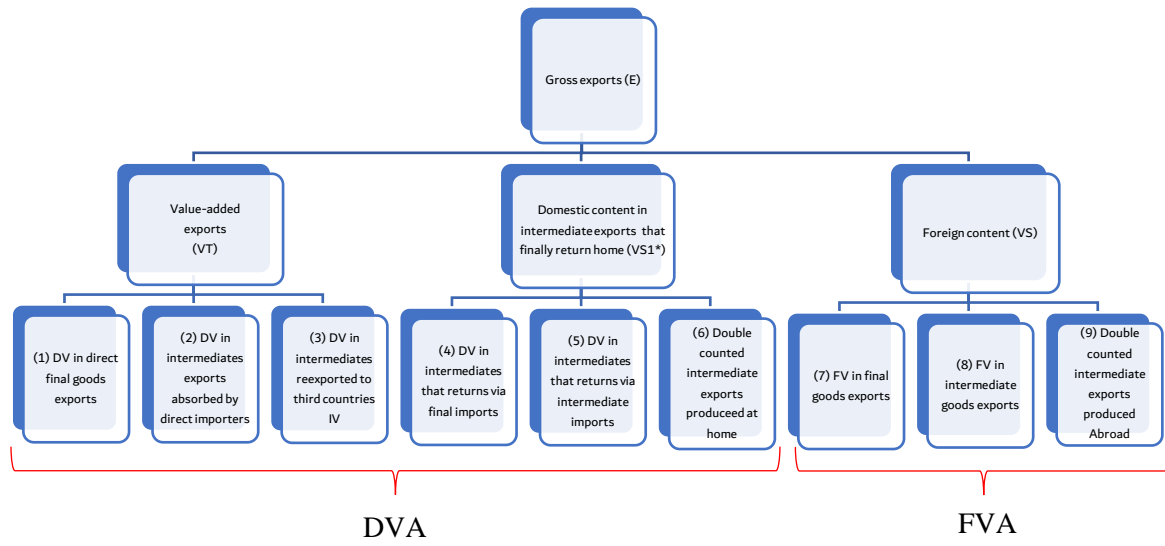 Gross exports (E)
Value-added
exports
(VT)
Domestic content in
intermediate exports that
finally return home (VS1*)
Foreign content (VS)
(1) DV in direct
final goods
exports
(2) DV in
intermediates
exports
absorbed by
direct importers
(3) DV in
intermediates
reexported to
third countries
IV
(4) DV in
intermediates
that returns via
final imports
(5) DV in
intermediates
that returns via
intermediate
imports
(6) Double
counted
intermediate
exports
produceed at
home
(7) FV in final
goods exports
(8) FV in
intermediate
goods exports
(9) Double
counted
intermediate
exports
produced
Abroad
DVA
FVA